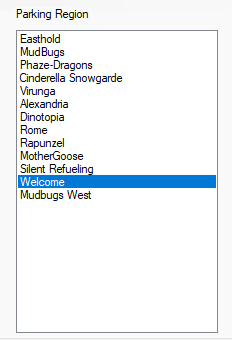 Parking Region
Easthold
MudBugs
Phaze-Dragons
Cinderella Snowgarde
Virunga
Alexandria
Dinotopia
Rome
Rapunzel
MotherGoose
Silent Refueling
Welcome
Mudbugs West